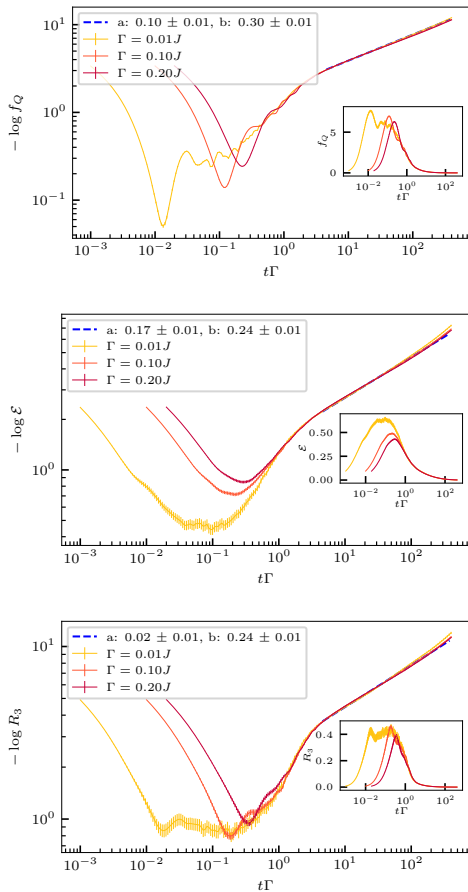 a: 0.10 ± 0.01, b: 0.30 ± 0.01
Γ = 0.01J
Γ = 0.10J
Γ = 0.20J
− log f_Q
10^1
10^0
10^−1
f_Q
5
0
10^−2 10^0 10^2
tΓ
10^−3 10^−2 10^−1 10^0 10^1 10^2
tΓ
a: 0.17 ± 0.01, b: 0.24 ± 0.01
Γ = 0.01J
Γ = 0.10J
Γ = 0.20J
− log ℰ
10^0
ℰ
0.50
0.25
0.00
10^−2 10^0 10^2
tΓ
10^−3 10^−2 10^−1 10^0 10^1 10^2
tΓ
a: 0.02 ± 0.01, b: 0.24 ± 0.01
Γ = 0.01J
Γ = 0.10J
Γ = 0.20J
− log R_3
10^1
10^0
R_3
0.4
0.2
0.0
10^−2 10^0 10^2
tΓ
10^−3 10^−2 10^−1 10^0 10^1 10^2
tΓ